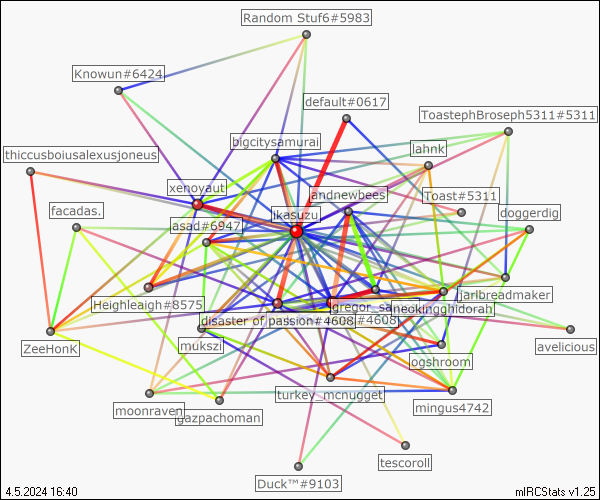 Random Stuf6#5983
Knowun#6424
default#0617
ToastephBroseph5311#5311
bigcitysamurai
lahnk
thiccusboiusalexusjoneus
xenoyaut
andnewbees
Toast#5311
facadas.
ikasuzu
doggerdig
asad#6947
Heighleaigh#8575
jarlbreadmaker
gregor_sa
neckingghidorah
disaster of passion#4608
#4608
ZeeHonK
mukszi
avelicious
ogshroom
turkey_mcnugget
moonraven
gazpachoman
mingus4742
tescoroll
Duck™#9103
4.5.2024 16:40
mIRCStats v1.25